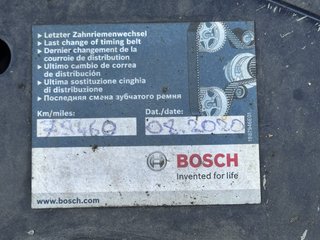 ▸ Letzter Zahnriemenwechsel
▸ Last change of timing belt
▸ Dernier changement de la
courroie de distribution
▸ Ultimo cambio de correa
de distribución
▸ Ultima sostituzione cinghia
di distribuzione
▸ Последняя смена зубчатого ремня
Km/miles:
Dat./date:
79460
08.2020
BOSCH
Invented for life
www.bosch.com